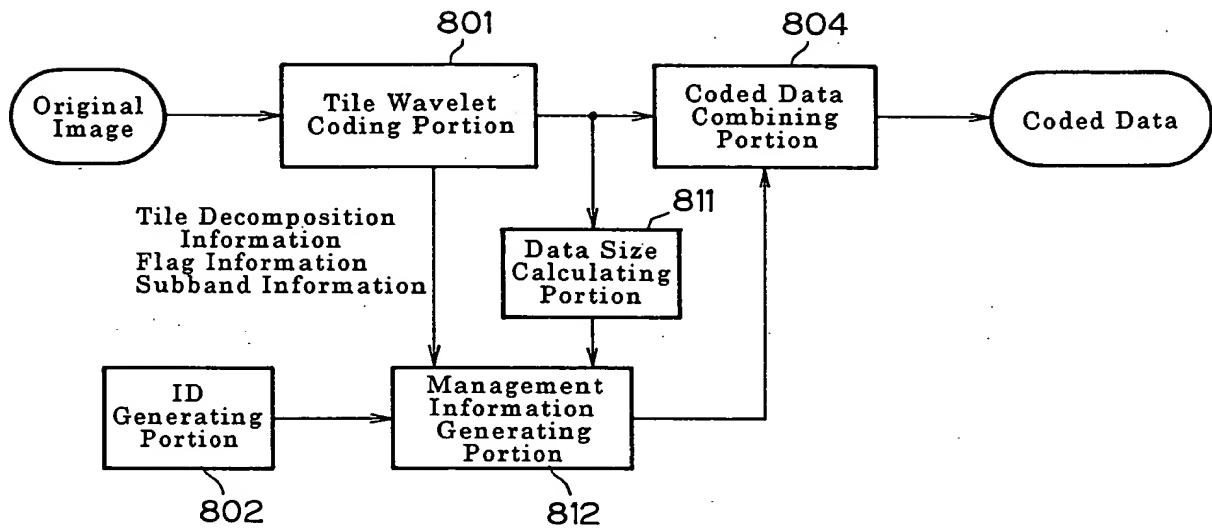 801
804
Original
Image
Tile Wavelet
Coding Portion
Coded Data
Combining
Portion
Coded Data
Tile Decomposition
Information
Flag Information
Subband Information
811
Data Size
Calculating
Portion
ID
Generating
Portion
Management
Information
Generating
Portion
802
812